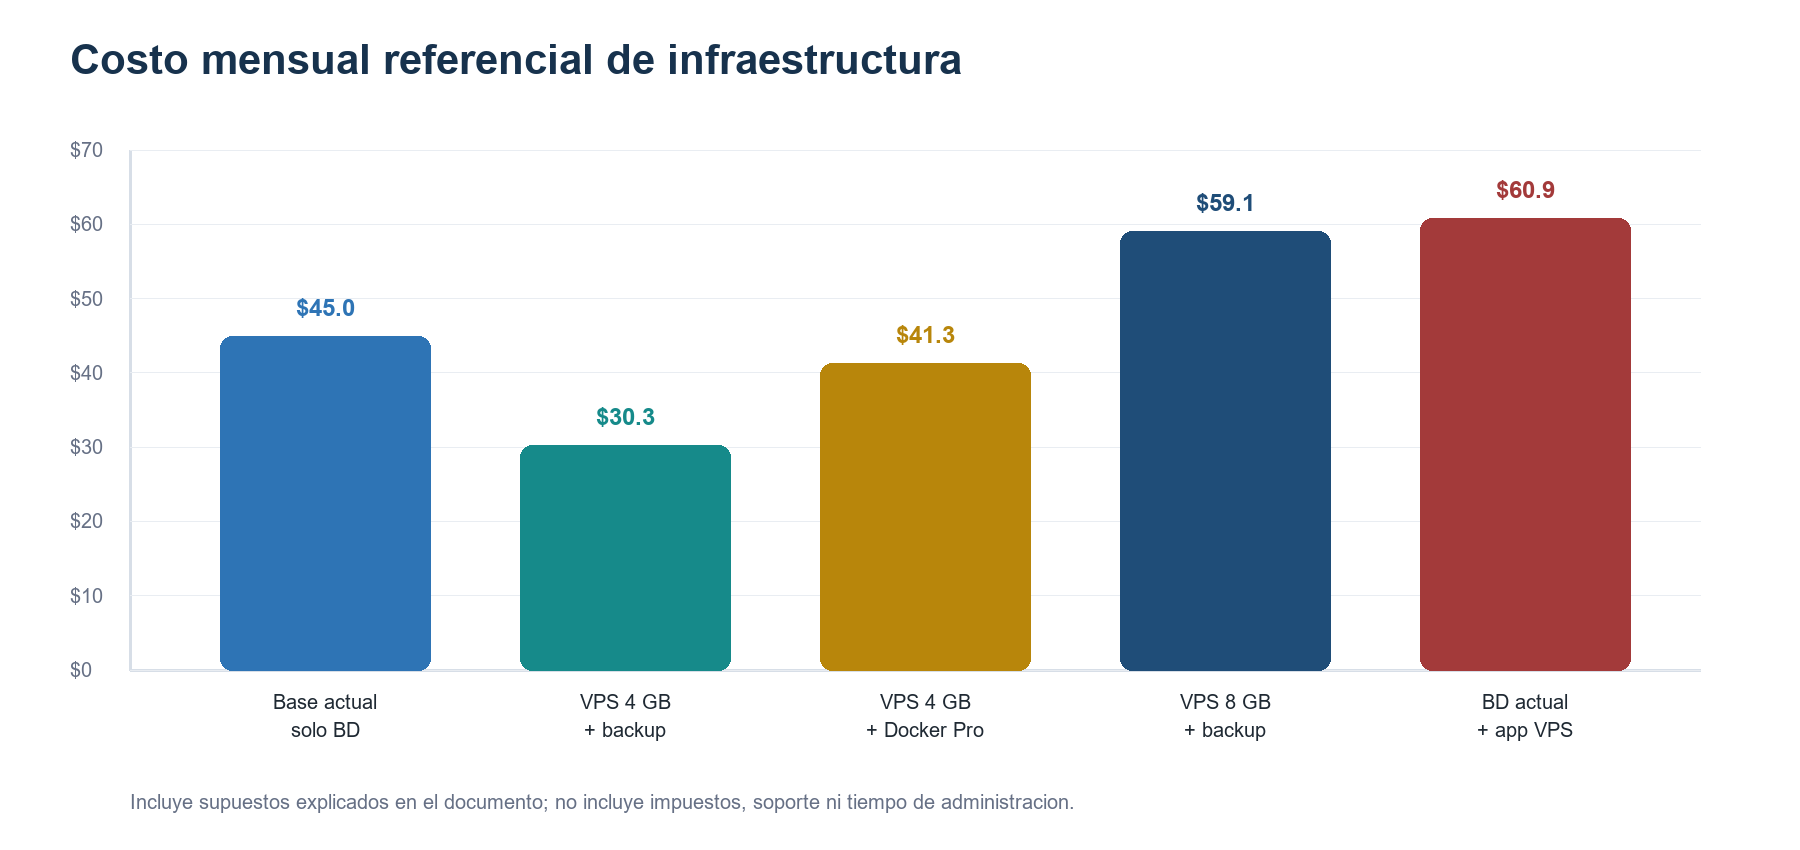 Costo mensual referencial de infraestructura
$70
$60
$50
$40
$30
$20
$10
$0
$45.0
$30.3
$41.3
$59.1
$60.9
Base actual
solo BD
VPS 4 GB
+ backup
VPS 4 GB
+ Docker Pro
VPS 8 GB
+ backup
BD actual
+ app VPS
Incluye supuestos explicados en el documento; no incluye impuestos, soporte ni tiempo de administracion.